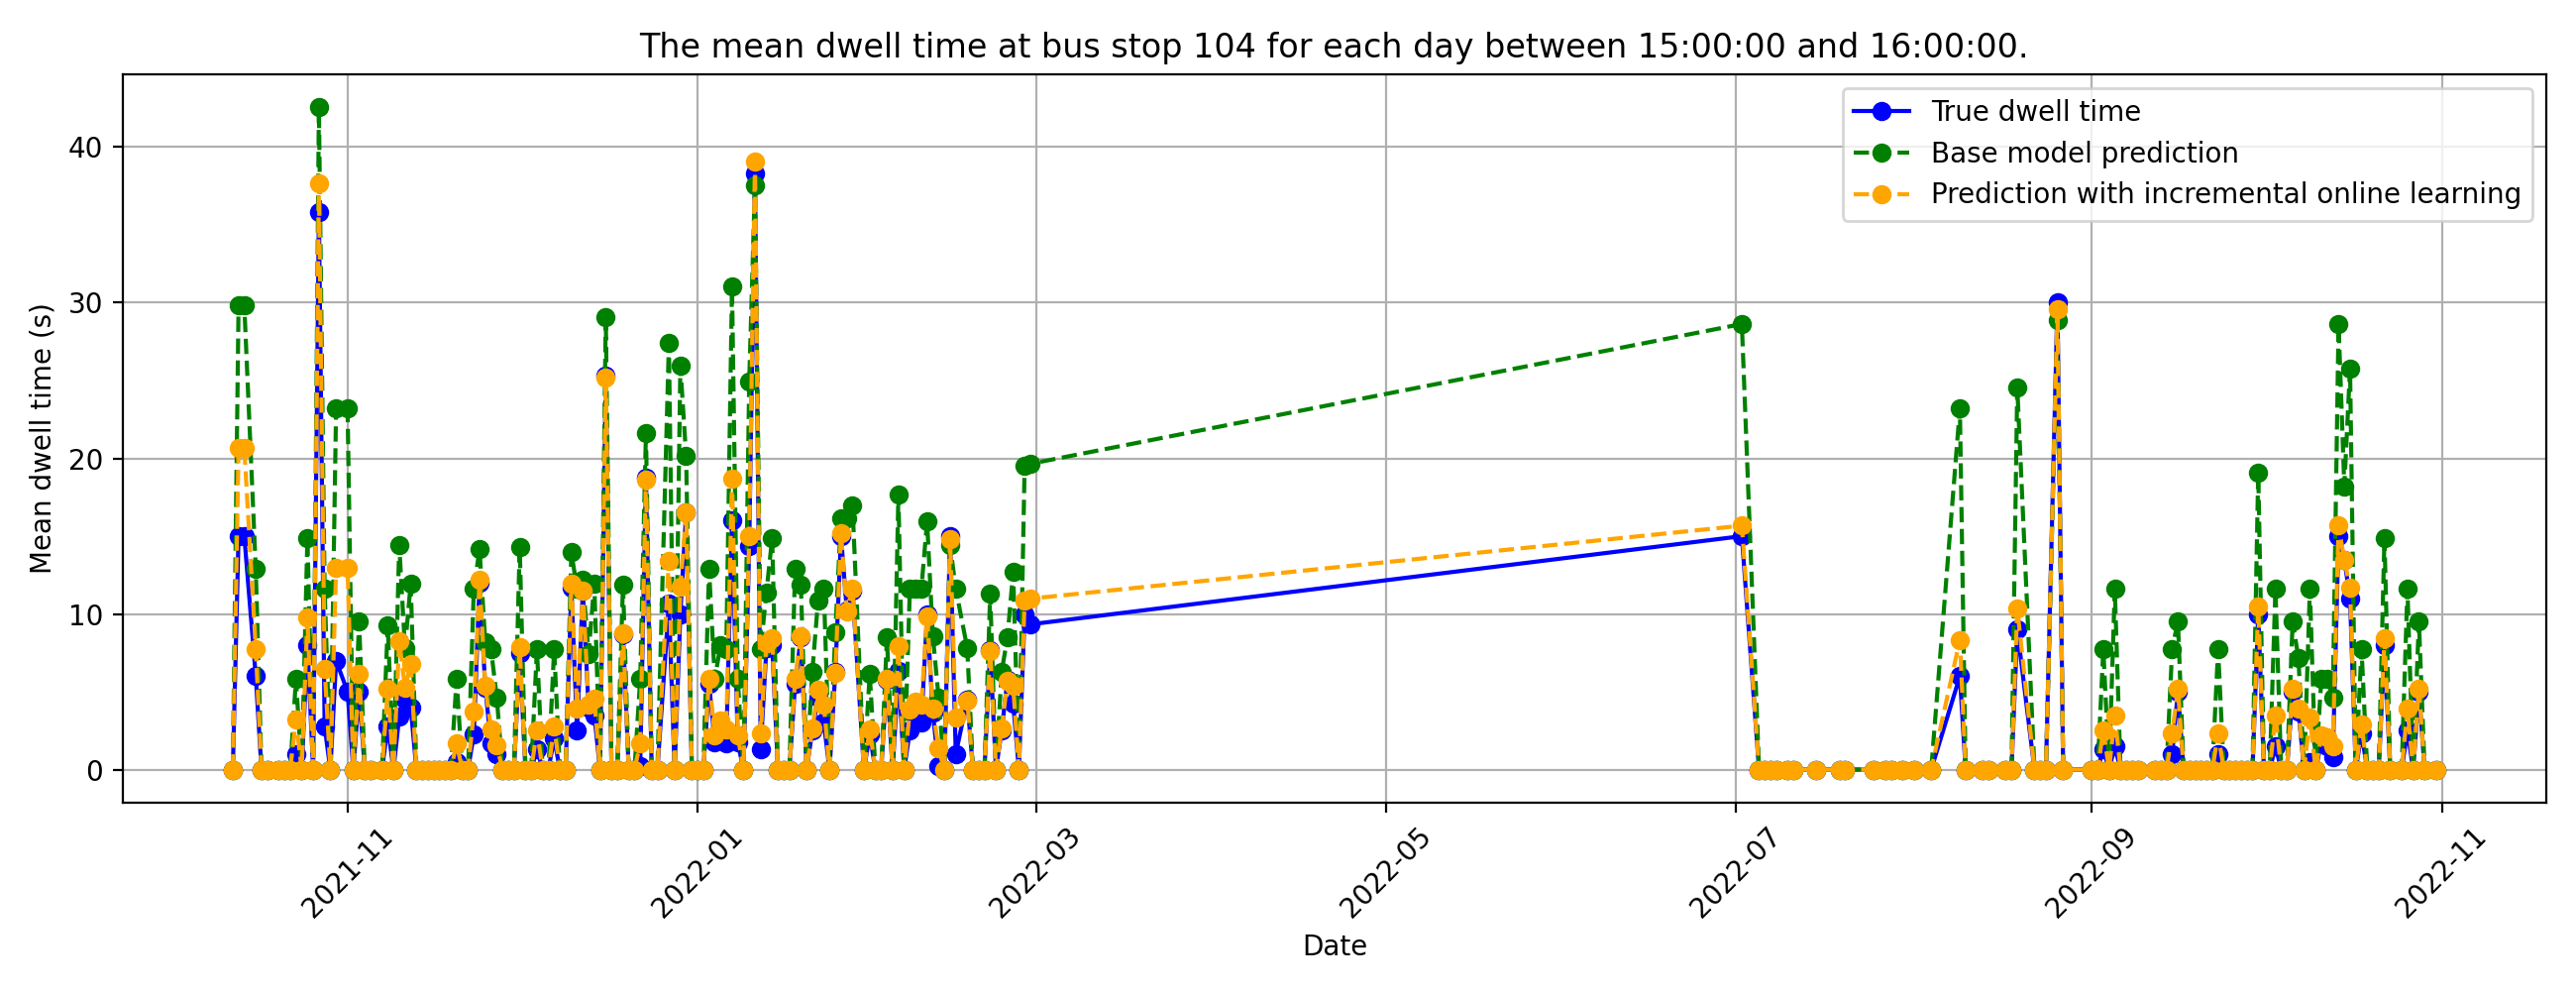 The mean dwell time at bus stop 104 for each day between 15:00:00 and 16:00:00.
True dwell time
Base model prediction
Prediction with incremental online learning
Mean dwell time (s)
40
30
20
10
0
2021-11
2022-01
2022-03
2022-05
2022-07
2022-09
2022-11
Date